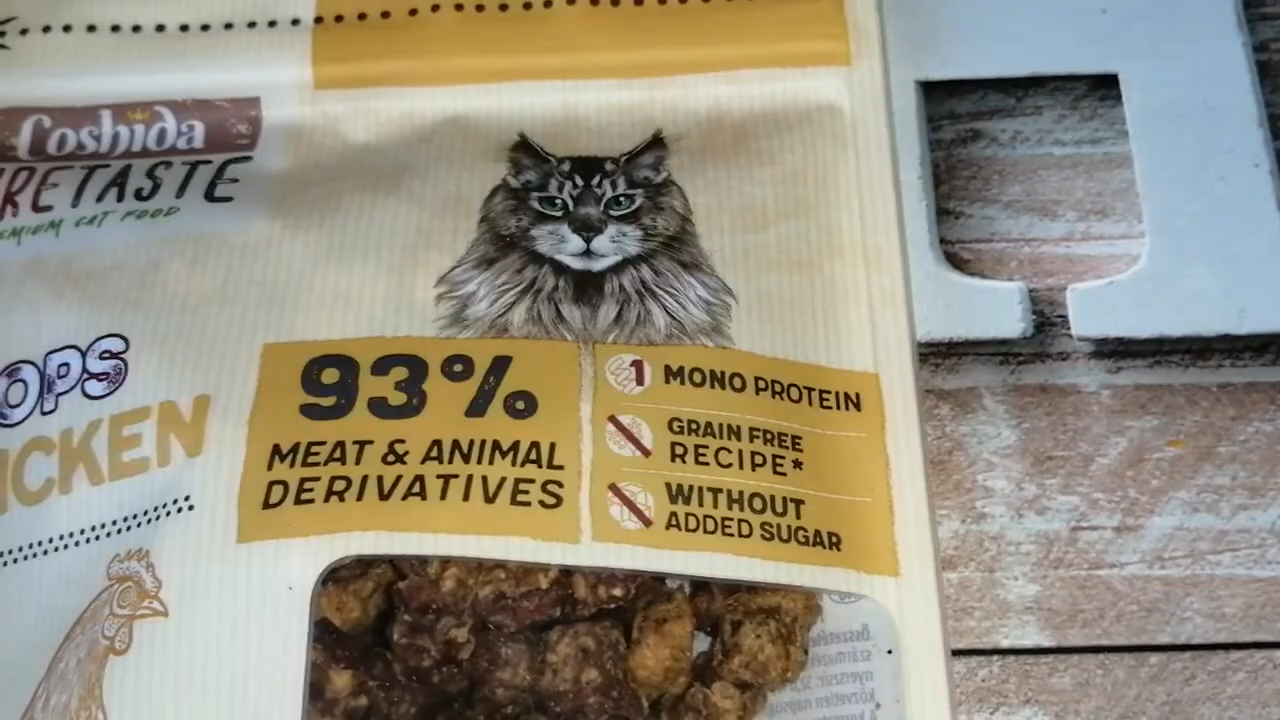 Coshida
RETASTE
MIUM CAT FOOD
OPS
ICKEN
93%
MEAT & ANIMAL
DERIVATIVES
1 MONO PROTEIN
GRAIN FREE
RECIPE*
WITHOUT
ADDED SUGAR